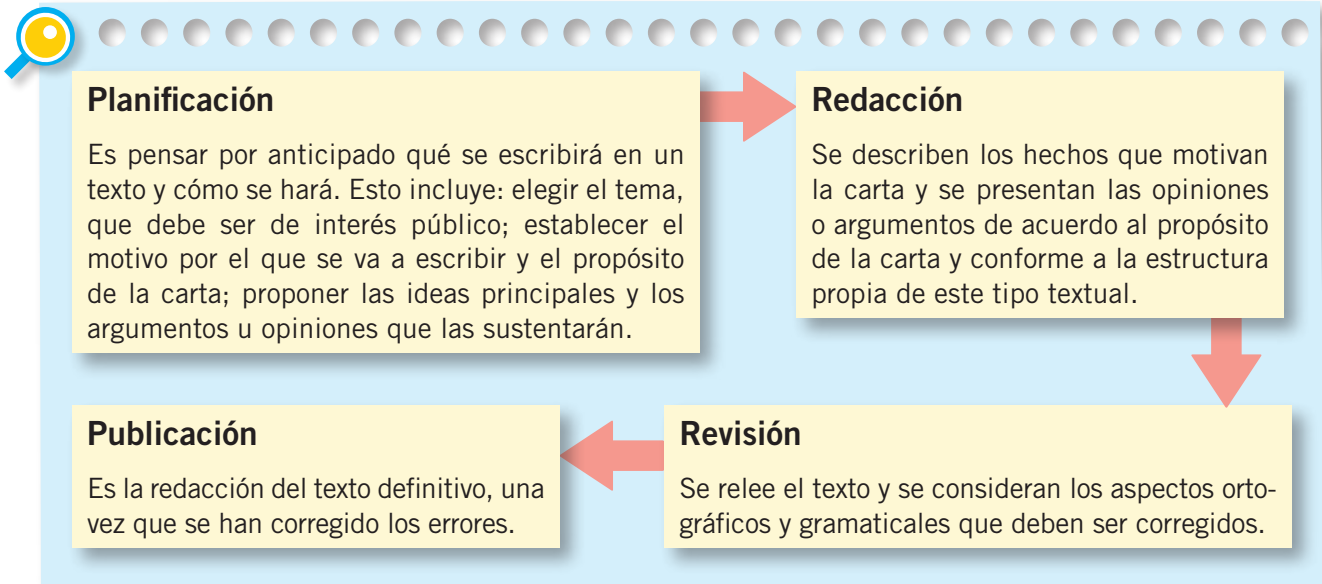 Planificación
Es pensar por anticipado qué se escribirá en un
texto y cómo se hará. Esto incluye: elegir el tema,
que debe ser de interés público; establecer el
motivo por el que se va a escribir y el propósito
de la carta; proponer las ideas principales y los
argumentos u opiniones que las sustentarán.
Redacción
Se describen los hechos que motivan
la carta y se presentan las opiniones
o argumentos de acuerdo al propósito
de la carta y conforme a la estructura
propia de este tipo textual.
Revisión
Se relee el texto y se consideran los aspectos orto-
gráficos y gramaticales que deben ser corregidos.
Publicación
Es la redacción del texto definitivo, una
vez que se han corregido los errores.